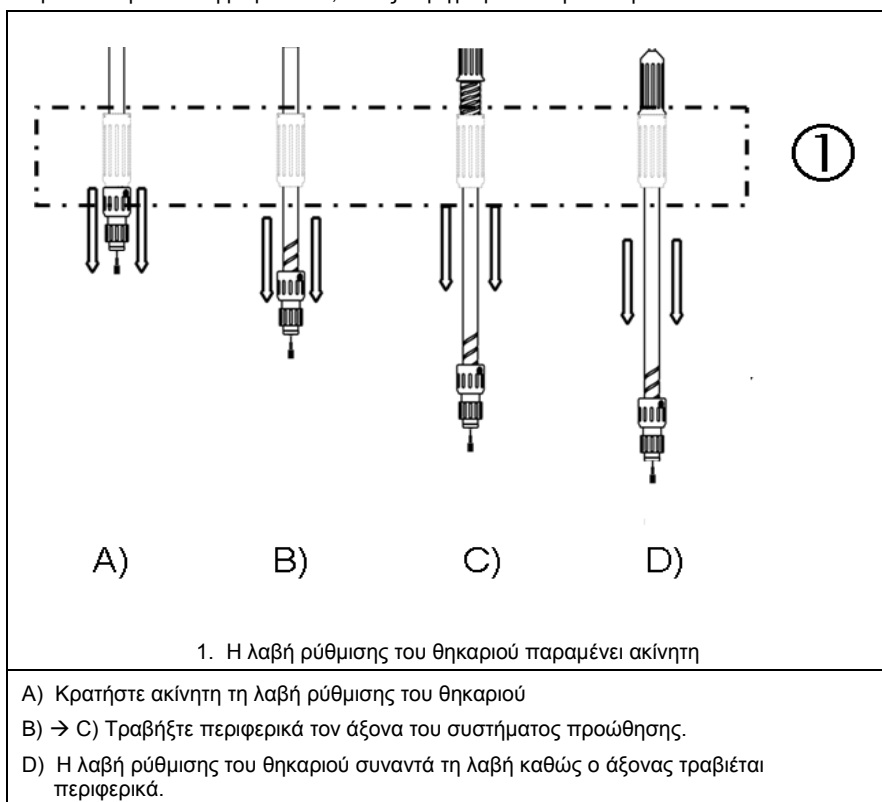 ①
A) B) C) D)
1. Η λαβή ρύθμισης του θηκαριού παραμένει ακίνητη
A) Κρατήστε ακίνητη τη λαβή ρύθμισης του θηκαριού
B) → C) Τραβήξτε περιφερικά τον άξονα του συστήματος προώθησης.
D) Η λαβή ρύθμισης του θηκαριού συναντά τη λαβή καθώς ο άξονας τραβιέται
περιφερικά.